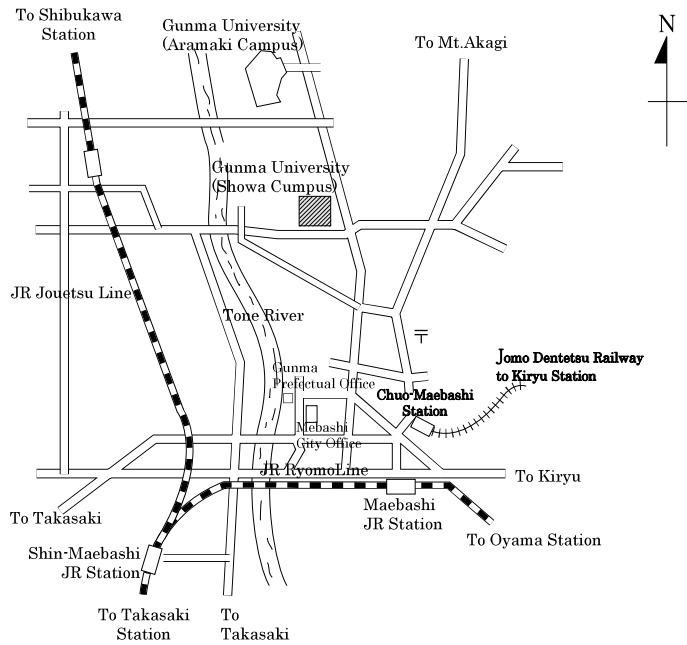 To Shibukawa
Station
Gunma University
(Aramaki Campus)
To Mt.Akagi
N
Gunma University
(Showa Cumpus)
JR Jouetsu Line
Tone River
〒
Gunma
Prefectual Office
Jomo Dentetsu Railway
to Kiryu Station
Chuo-Maebashi
Station
Mebashi
City Office
JR RyomoLine
To Kiryu
To Takasaki
Maebashi
JR Station
To Oyama Station
Shin-Maebashi
JR Station
To Takasaki
Station
To
Takasaki